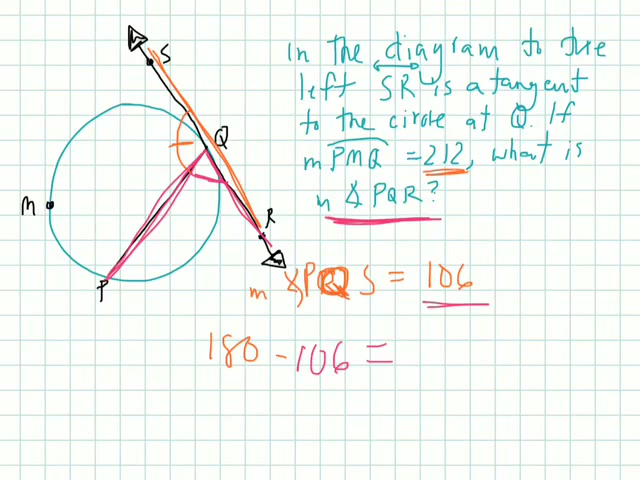 S
In the diagram to the
left SR is a tangent
to the circle at Q. If
Q
m PMQ = 212, what is
m ∡ PQR?
M
R
P
m ∡PQS = 106
180 - 106 =